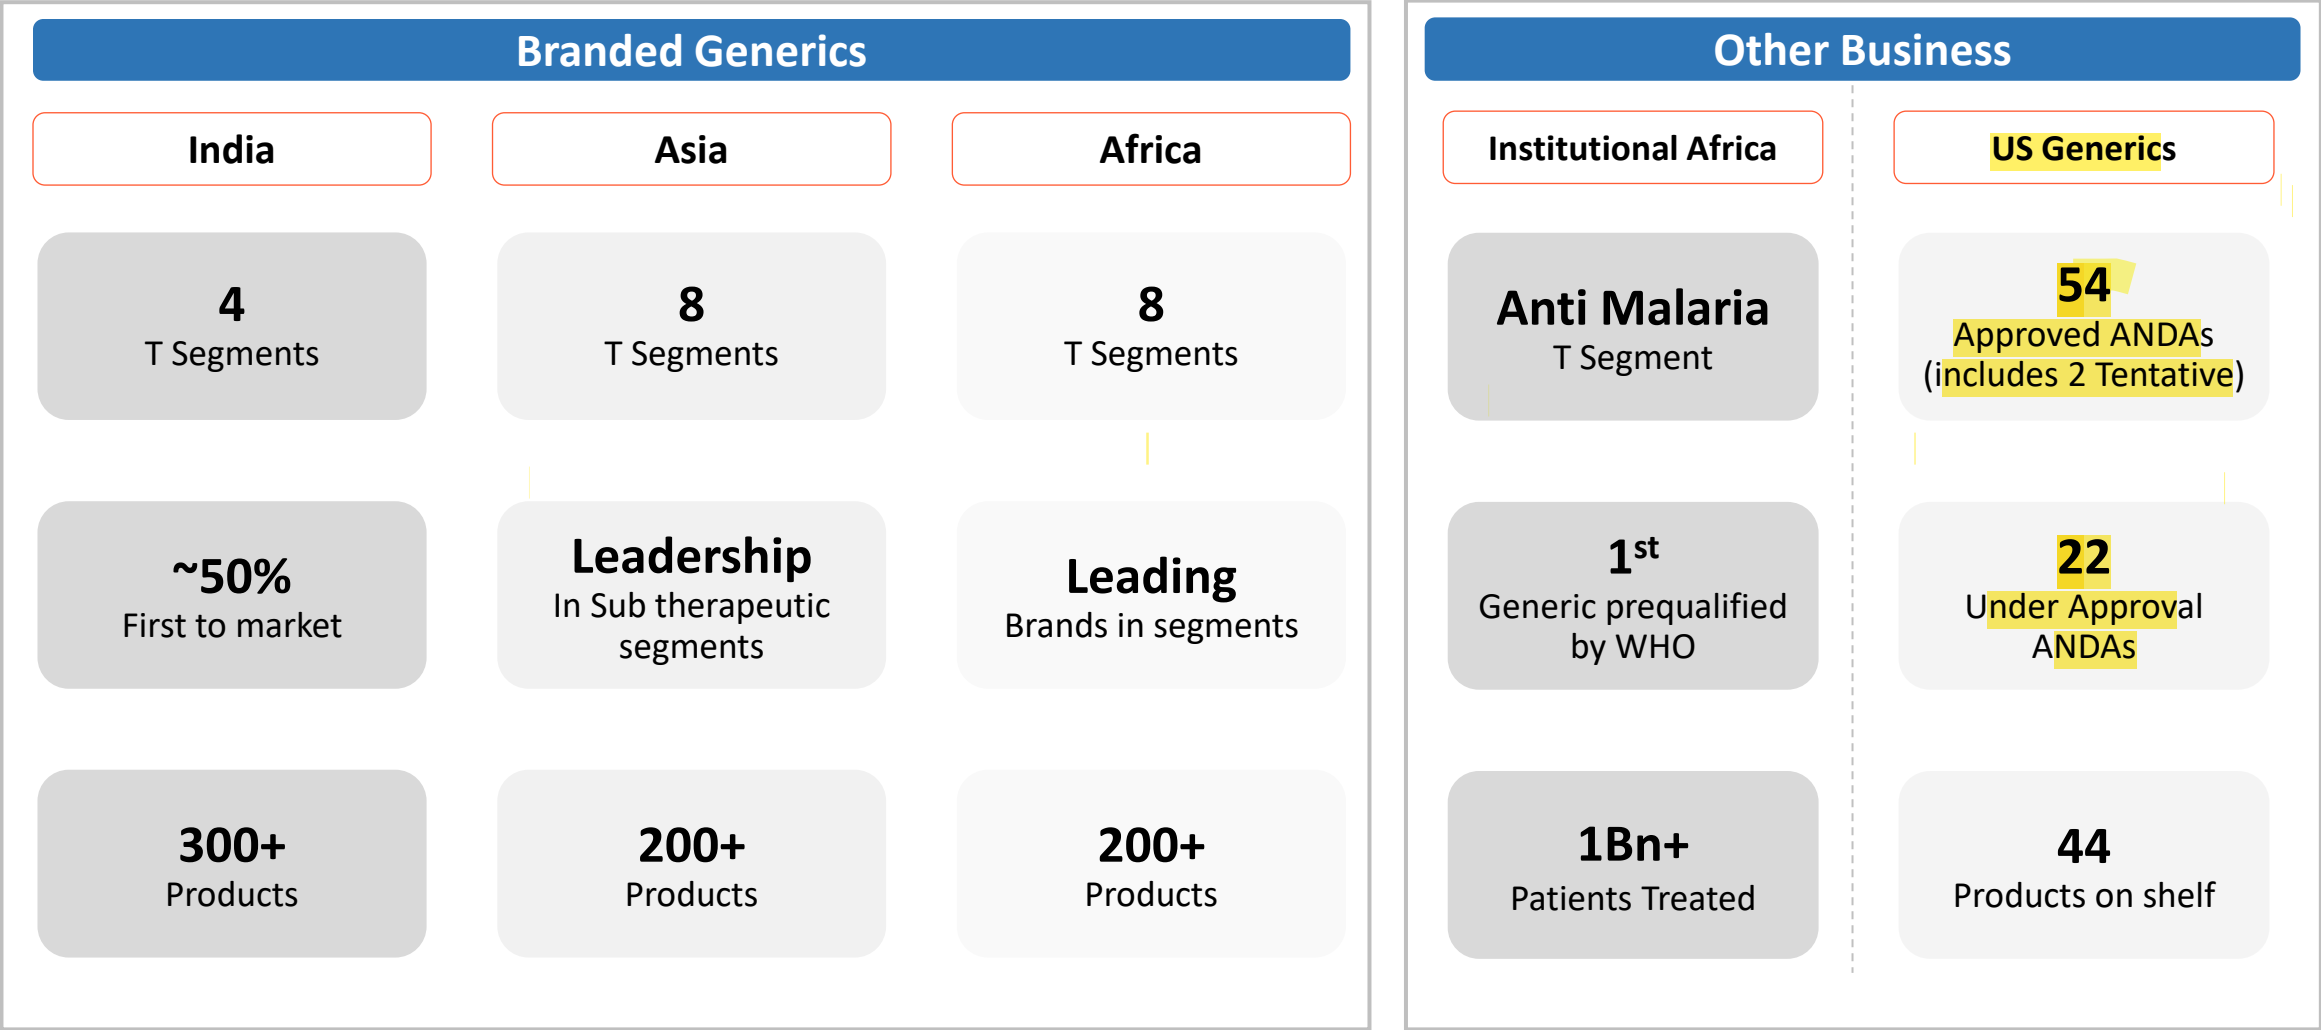 Branded Generics
India
4
T Segments
~50%
First to market
300+
Products
Asia
8
T Segments
Leadership
In Sub therapeutic
segments
200+
Products
Africa
8
T Segments
Leading
Brands in segments
200+
Products
Other Business
Institutional Africa
Anti Malaria
T Segment
1st
Generic prequalified
by WHO
1Bn+
Patients Treated
US Generics
54
Approved ANDAs
(includes 2 Tentative)
22
Under Approval
ANDAs
44
Products on shelf